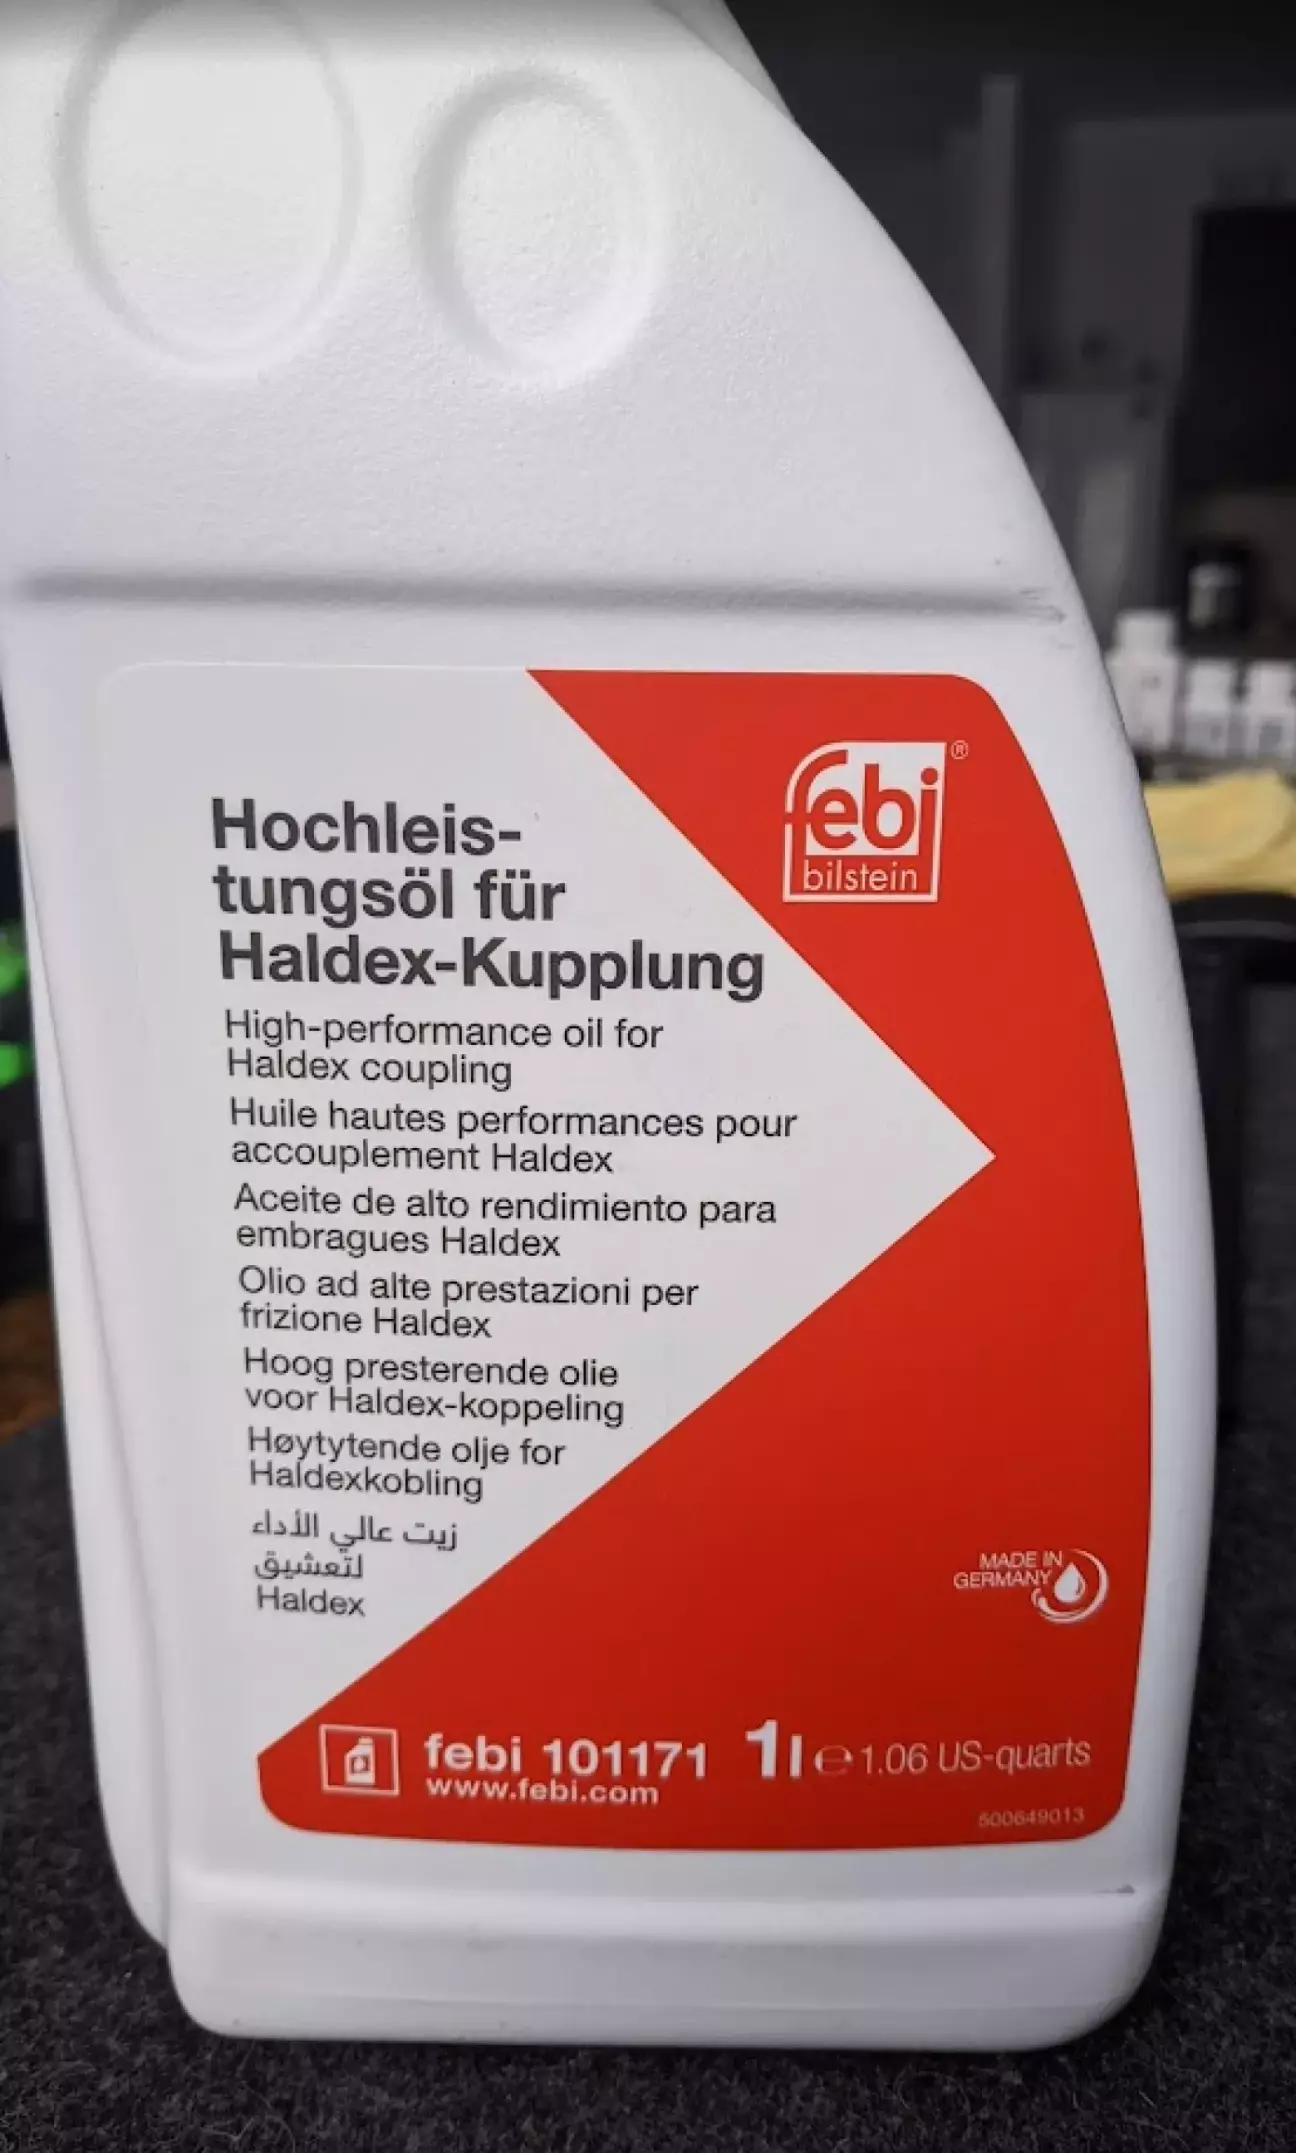 febi®
bilstein
Hochleis-
tungsöl für
Haldex-Kupplung
High-performance oil for
Haldex coupling
Huile hautes performances pour
accouplement Haldex
Aceite de alto rendimiento para
embragues Haldex
Olio ad alte prestazioni per
frizione Haldex
Hoog presterende olie
voor Haldex-koppeling
Høytytende olje for
Haldexkobling
زيت عالي الأداء
لتعشيق
Haldex
MADE IN
GERMANY
febi 101171 1l ℮ 1.06 US-quarts
www.febi.com
500649013